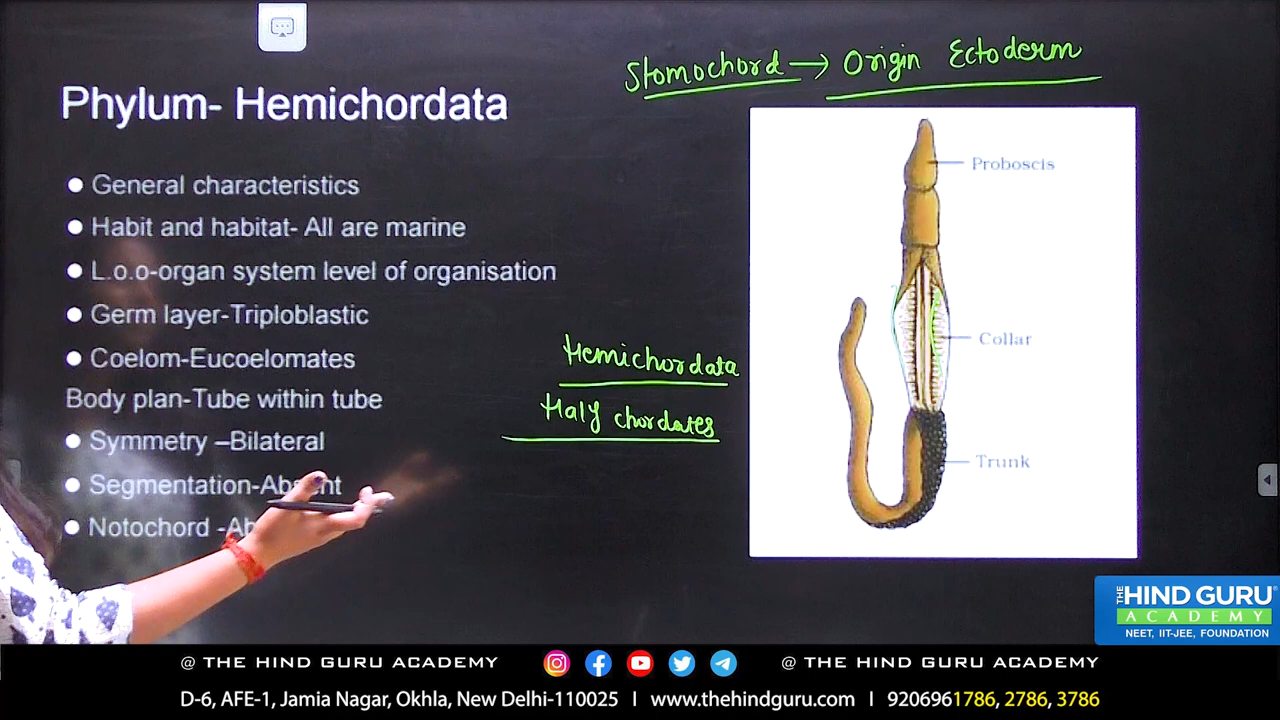 Stomochord → Origin Ectoderm
Phylum- Hemichordata
● General characteristics
● Habit and habitat- All are marine
● L.o.o-organ system level of organisation
● Germ layer-Triploblastic
● Coelom-Eucoelomates
Body plan-Tube within tube
● Symmetry –Bilateral
● Segmentation-Absent
● Notochord -Ab
Hemichordata
Half chordates
Proboscis
Collar
Trunk
THE HIND GURU
ACADEMY
NEET, IIT-JEE, FOUNDATION
@ THE HIND GURU ACADEMY @ THE HIND GURU ACADEMY
D-6, AFE-1, Jamia Nagar, Okhla, New Delhi-110025 | www.thehindguru.com | 9206961786, 2786, 3786